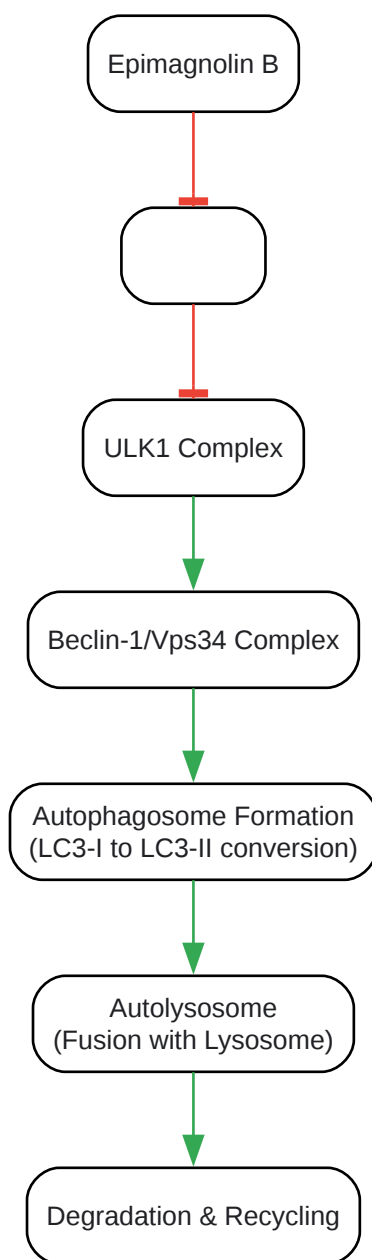 Epimagnolin B
ULK1 Complex
Beclin-1/Vps34 Complex
Autophagosome Formation
(LC3-I to LC3-II conversion)
Autolysosome
(Fusion with Lysosome)
Degradation & Recycling